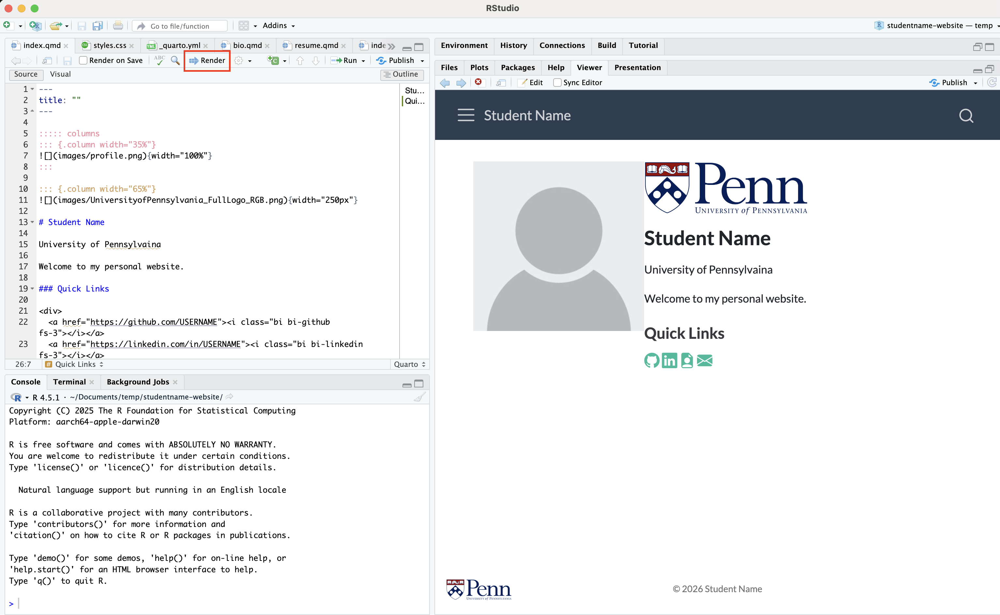 RStudio
Go to file/function
Addins
studentname-website — temp
index.qmd
styles.css
_quarto.yml
bio.qmd
resume.qmd
inde
Render on Save
ABC
Render
Run
Publish
Source
Visual
Outline
1 ---
2 title: ""
3 ---
4
5 ::::: columns
6 ::: {.column width="35%"}
7 ![](images/profile.png){width="100%"}
8 :::
9
10 ::: {.column width="65%"}
11 ![](images/UniversityofPennsylvania_FullLogo_RGB.png){width="250px"}
12
13 # Student Name
14
15 University of Pennsylvaina
16
17 Welcome to my personal website.
18
19 ### Quick Links
20
21 <div>
22 <a href="https://github.com/USERNAME"><i class="bi bi-github
fs-3"></i></a>
23 <a href="https://linkedin.com/in/USERNAME"><i class="bi bi-linkedin
fs-3"></i></a>
Stu...
Qui...
26:7
# Quick Links
Quarto
Console
Terminal
Background Jobs
R 4.5.1 · ~/Documents/temp/studentname-website/
Copyright (C) 2025 The R Foundation for Statistical Computing
Platform: aarch64-apple-darwin20
R is free software and comes with ABSOLUTELY NO WARRANTY.
You are welcome to redistribute it under certain conditions.
Type 'license()' or 'licence()' for distribution details.
Natural language support but running in an English locale
R is a collaborative project with many contributors.
Type 'contributors()' for more information and
'citation()' on how to cite R or R packages in publications.
Type 'demo()' for some demos, 'help()' for on-line help, or
'help.start()' for an HTML browser interface to help.
Type 'q()' to quit R.
>
Environment
History
Connections
Build
Tutorial
Files
Plots
Packages
Help
Viewer
Presentation
Edit
Sync Editor
Publish
Student Name
Penn
UNIVERSITY of PENNSYLVANIA
Student Name
University of Pennsylvaina
Welcome to my personal website.
Quick Links
in
Penn
UNIVERSITY of PENNSYLVANIA
© 2026 Student Name